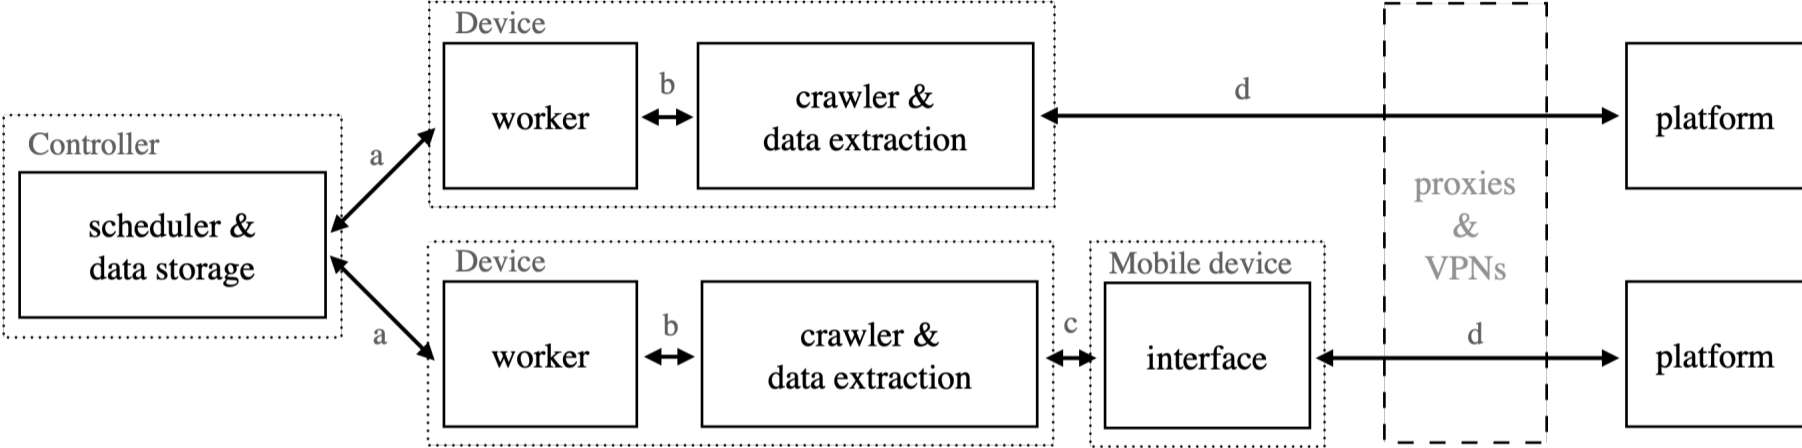 Controller
scheduler &
data storage
a
a
Device
worker
b
crawler &
data extraction
d
platform
Device
worker
b
crawler &
data extraction
c
Mobile device
interface
proxies
&
VPNs
d
platform